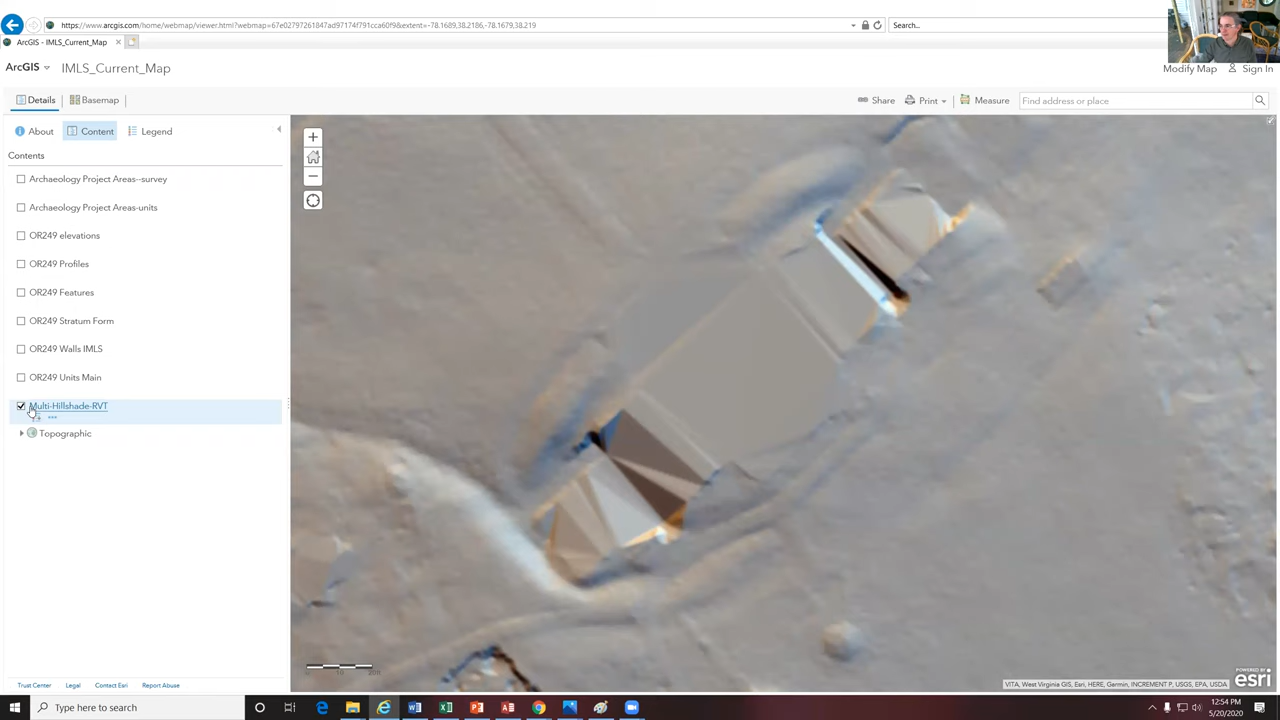 https://www.arcgis.com/home/webmap/viewer.html?webmap=67e02797261847ad97174f791cca60f9&extent=-78.1689,38.2186,-78.1679,38.219
Search...
ArcGIS - IMLS_Current_Map
ArcGIS
IMLS_Current_Map
Modify Map
Sign In
Details
Basemap
Share
Print
Measure
Find address or place
About
Content
Legend
Contents
Archaeology Project Areas--survey
Archaeology Project Areas-units
OR249 elevations
OR249 Profiles
OR249 Features
OR249 Stratum Form
OR249 Walls IMLS
OR249 Units Main
Multi-Hillshade-RVT
Topographic
Trust Center
Legal
Contact Esri
Report Abuse
VITA, West Virginia GIS, Esri, HERE, Garmin, INCREMENT P, USGS, EPA, USDA
POWERED BY
esri
Type here to search
12:54 PM
5/20/2020